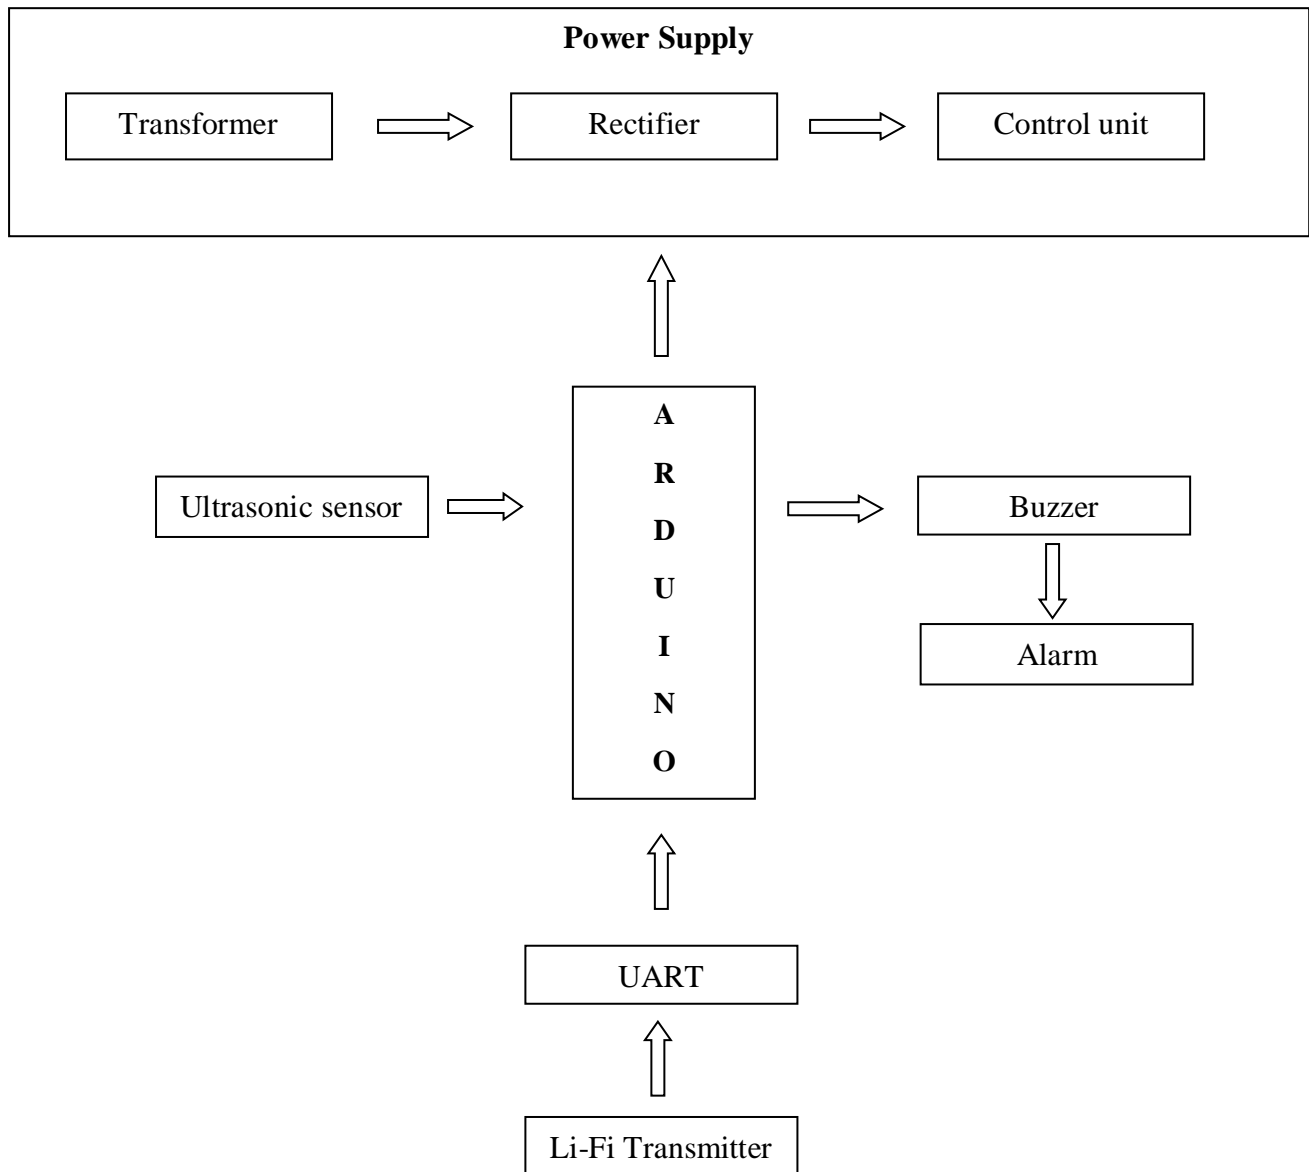 Power Supply
Transformer
Rectifier
Control unit
A
R
D
U
I
N
O
Ultrasonic sensor
Buzzer
Alarm
UART
Li-Fi Transmitter